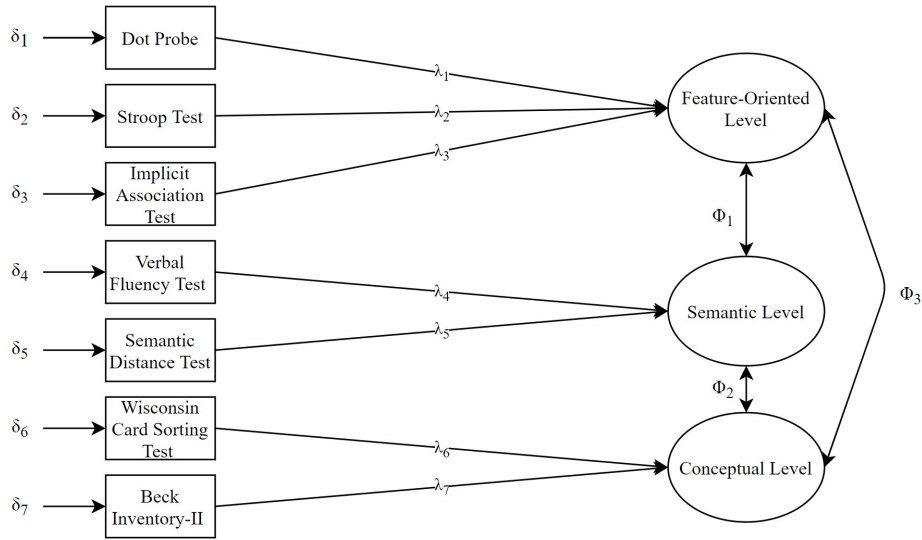 δ1
Dot Probe
λ1
δ2
Stroop Test
λ2
δ3
Implicit
Association
Test
λ3
Feature-Oriented
Level
Φ1
δ4
Verbal
Fluency Test
λ4
δ5
Semantic
Distance Test
λ5
Semantic Level
Φ3
Φ2
δ6
Wisconsin
Card Sorting
Test
λ6
δ7
Beck
Inventory-II
λ7
Conceptual Level